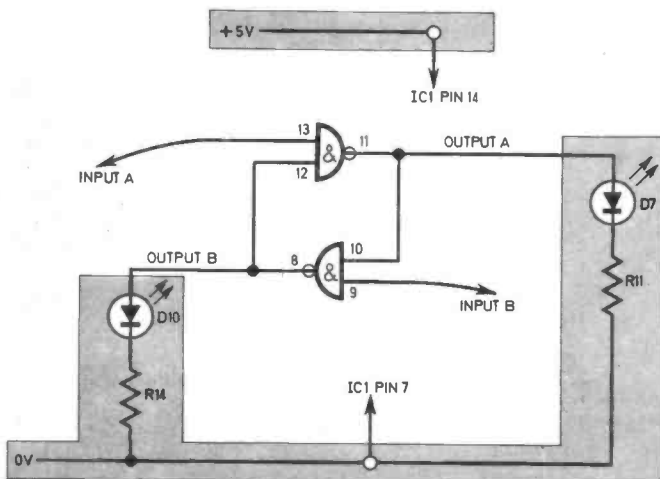 +5V
IC1 PIN 14
13
11
&
12
INPUT A
OUTPUT A
D7
OUTPUT B
8
10
&
9
INPUT B
R11
D10
R14
IC1 PIN 7
0V